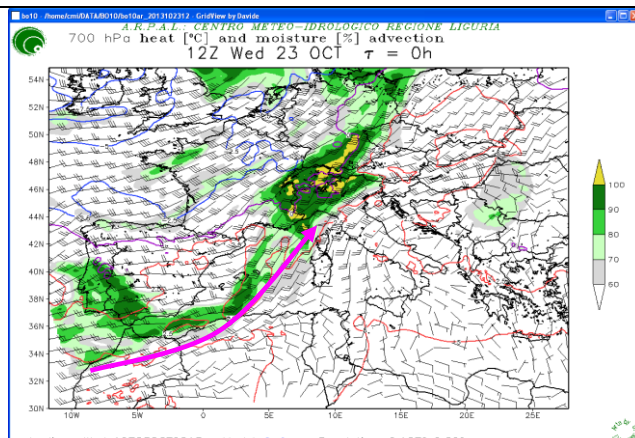 bo10 - /home/cmi/DATA/BO10/bo10ar_2013102312 - GridView by Davide
A.R.P.A.L.: CENTRO METEO-IDROLOGICO REGIONE LIGURIA
700 hPa heat [°C] and moisture [%] advection
12Z Wed 23 OCT τ = 0h
54N
52N
50N
48N
46N
44N
42N
40N
38N
36N
34N
32N
30N
10W 5W 0 5E 10E 15E 20E 25E
100
90
80
70
60